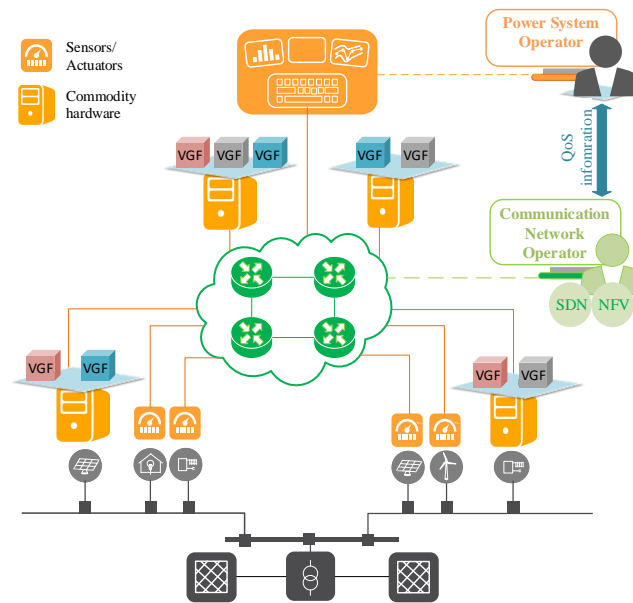 Sensors/
Actuators
Commodity
hardware
Power System
Operator
VGF VGF VGF
VGF VGF
QoS
infomration
Communication
Network
Operator
SDN NFV
VGF VGF
VGF VGF